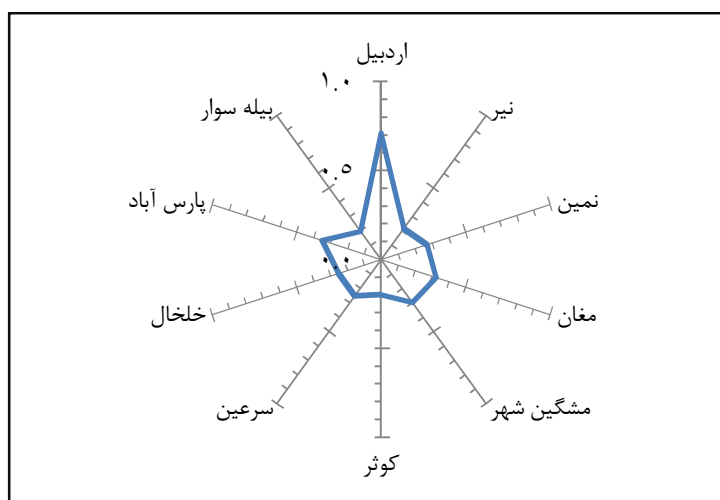 اردبیل
نیر
نمین
مغان
مشگین شهر
کوثر
سرعین
خلخال
پارس آباد
بیله سوار
۱.۰
۰.۵
۰.۰